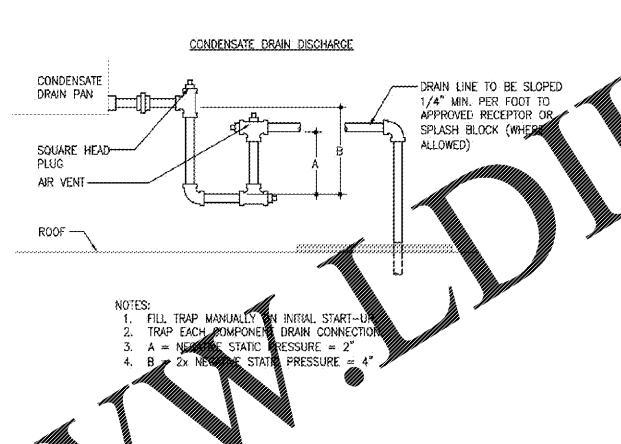 CONDENSATE DRAIN DISCHARGE
CONDENSATE
DRAIN PAN
DRAIN LINE TO BE SLOPED
1/4" MIN. PER FOOT TO
APPROVED RECEPTOR OR
SPLASH BLOCK (WHERE
ALLOWED)
SQUARE HEAD
PLUG
A
B
AIR VENT
ROOF
NOTES:
1. FILL TRAP MANUALLY ON INITIAL START-UP
2. TRAP EACH COMPONENT DRAIN CONNECTION
3. A = NEGATIVE STATIC PRESSURE = 2"
4. B = 2x NEGATIVE STATIC PRESSURE = 4"
WW.LDI